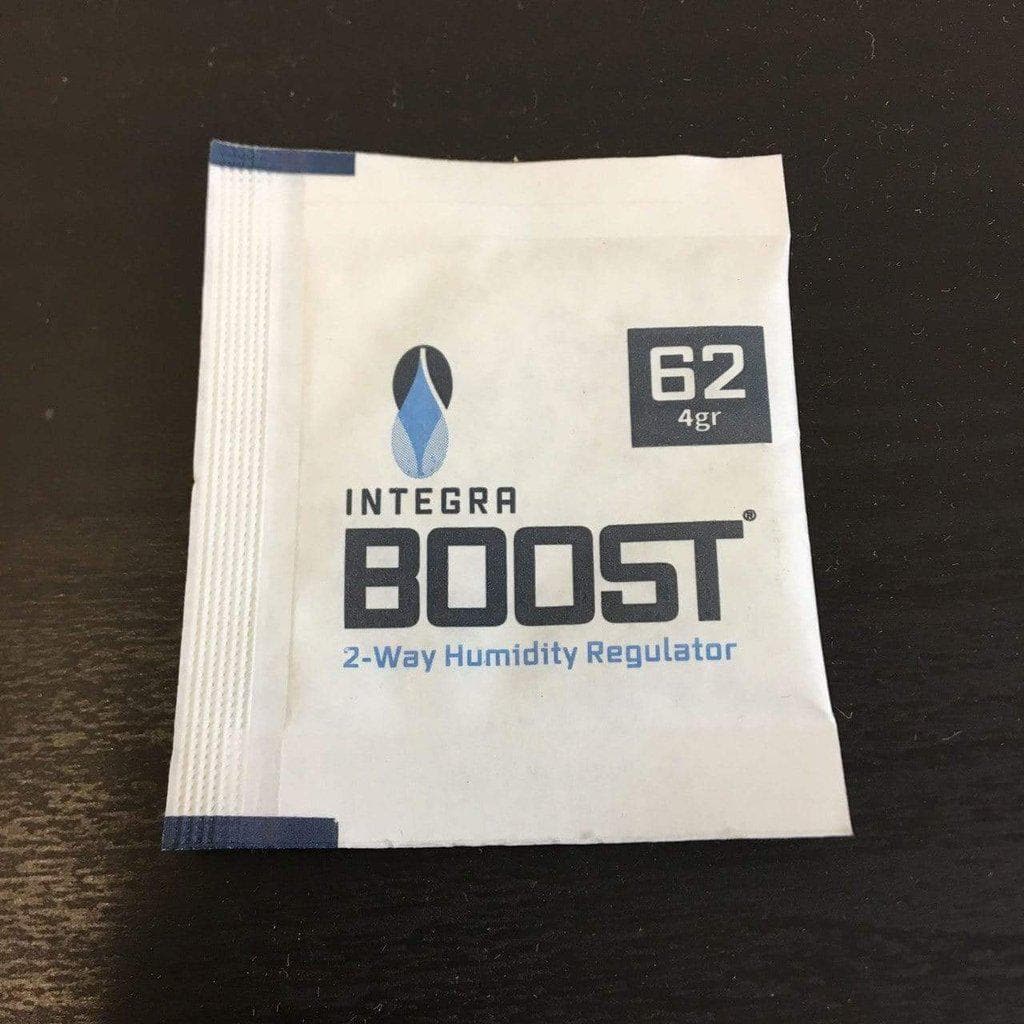 62
4gr
INTEGRA
BOOST®
2-Way Humidity Regulator